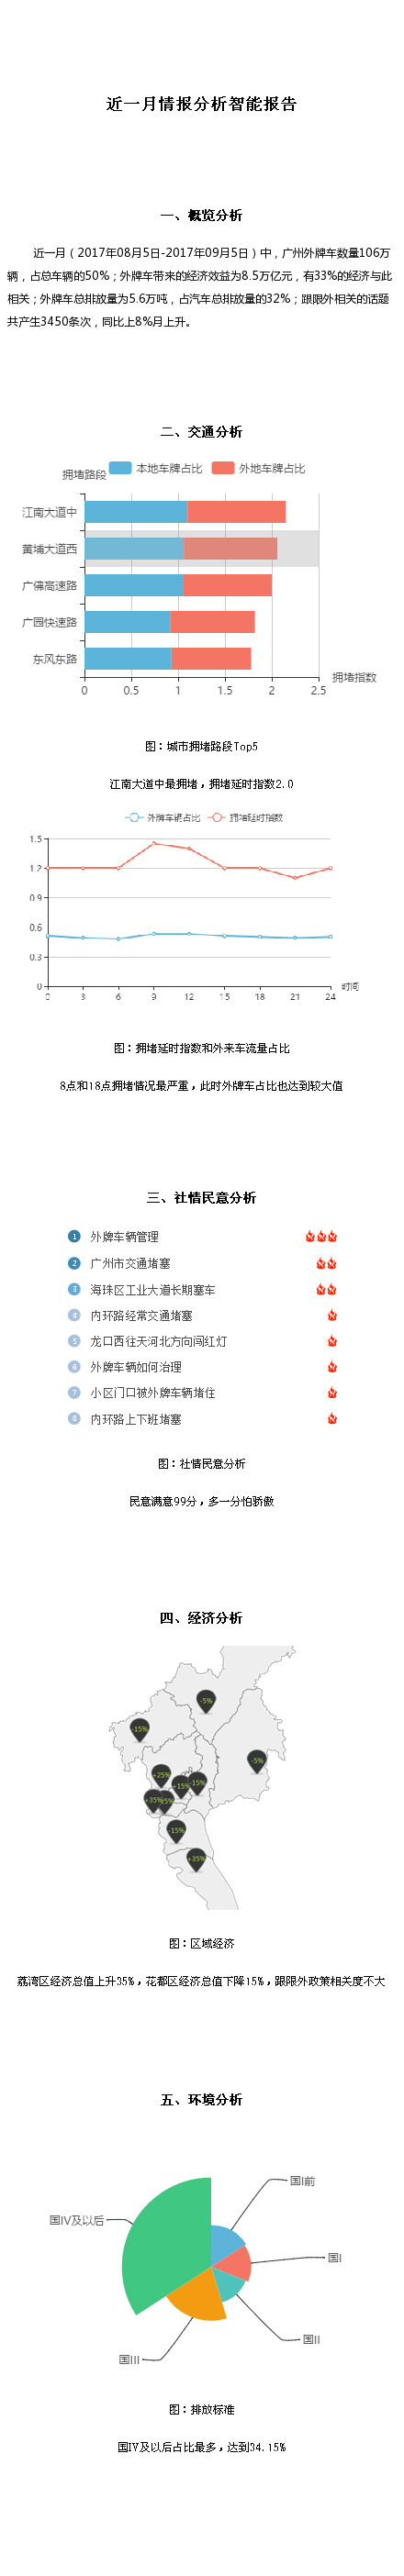 近一月情报分析智能报告
一、概览分析
近一月（2017年08月5日-2017年09月5日）中，广州外牌车数量106万
辆，占总车辆的50%；外牌车带来的经济效益为8.5万亿元，有33%的经济与此
相关；外牌车总排放量为5.6万吨，占汽车总排放量的32%；跟限外相关的话题
共产生3450条次，同比上8%月上升。
二、交通分析
本地车牌占比 外地车牌占比
拥堵路段
江南大道中
黄埔大道西
广佛高速路
广园快速路
东风东路
拥堵指数
0 0.5 1 1.5 2 2.5
图：城市拥堵路段Top5
江南大道中最拥堵，拥堵延时指数2.0
外牌车辆占比 拥堵延时指数
1.5
1.2
0.9
0.6
0.3
0
0 3 6 9 12 15 18 21 24 时间
图：拥堵延时指数和外来车流量占比
8点和18点拥堵情况最严重，此时外牌车占比也达到较大值
三、社情民意分析
1 外牌车辆管理
2 广州市交通堵塞
3 海珠区工业大道长期塞车
4 内环路经常交通堵塞
5 龙口西往天河北方向闯红灯
6 外牌车辆如何治理
7 小区门口被外牌车辆堵住
8 内环路上下班堵塞
图：社情民意分析
民意满意99分，多一分怕骄傲
四、经济分析
-5%
-15%
-5%
+25%
+15% -15%
+35%
-15%
+35%
图：区域经济
荔湾区经济总值上升35%，花都区经济总值下降15%，跟限外政策相关度不大
五、环境分析
国I前
国IV及以后
国I
国II
国III
图：排放标准
国IV及以后占比最多，达到34.15%